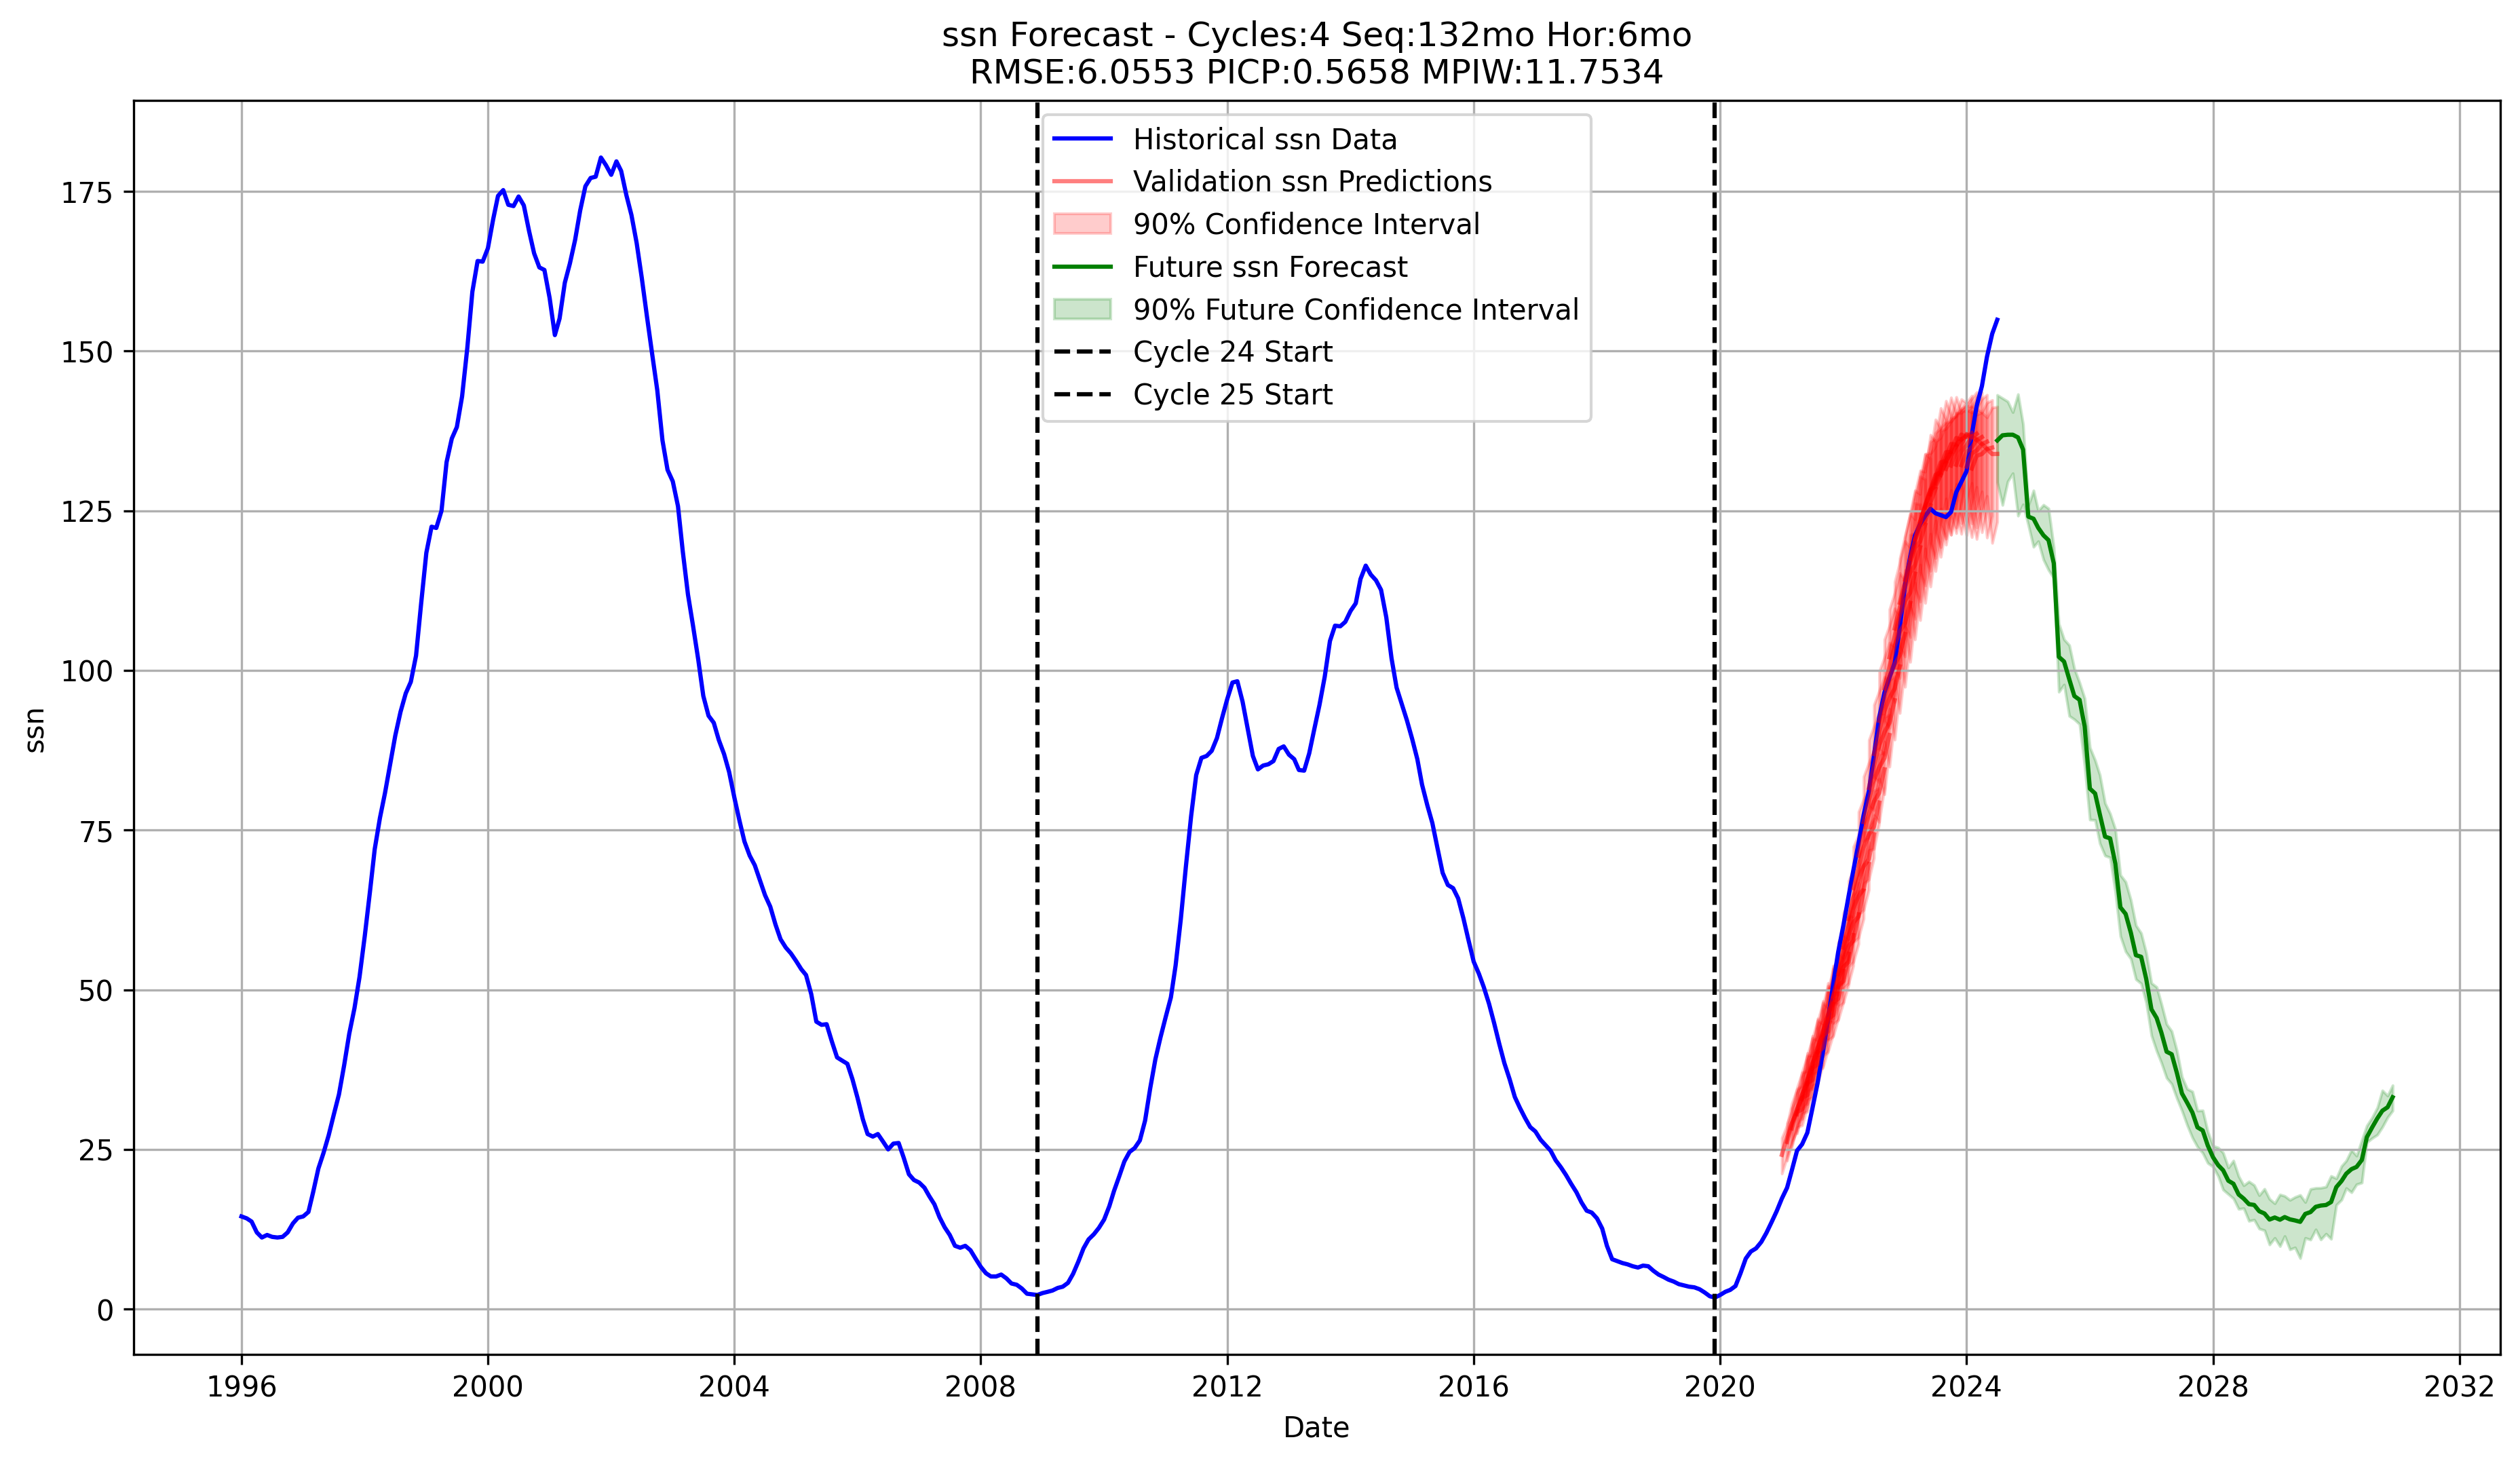 ssn Forecast - Cycles:4 Seq:132mo Hor:6mo
RMSE:6.0553 PICP:0.5658 MPIW:11.7534
Historical ssn Data
Validation ssn Predictions
90% Confidence Interval
Future ssn Forecast
90% Future Confidence Interval
Cycle 24 Start
Cycle 25 Start
175
150
125
100
75
50
25
0
ssn
1996 2000 2004 2008 2012 2016 2020 2024 2028 2032
Date